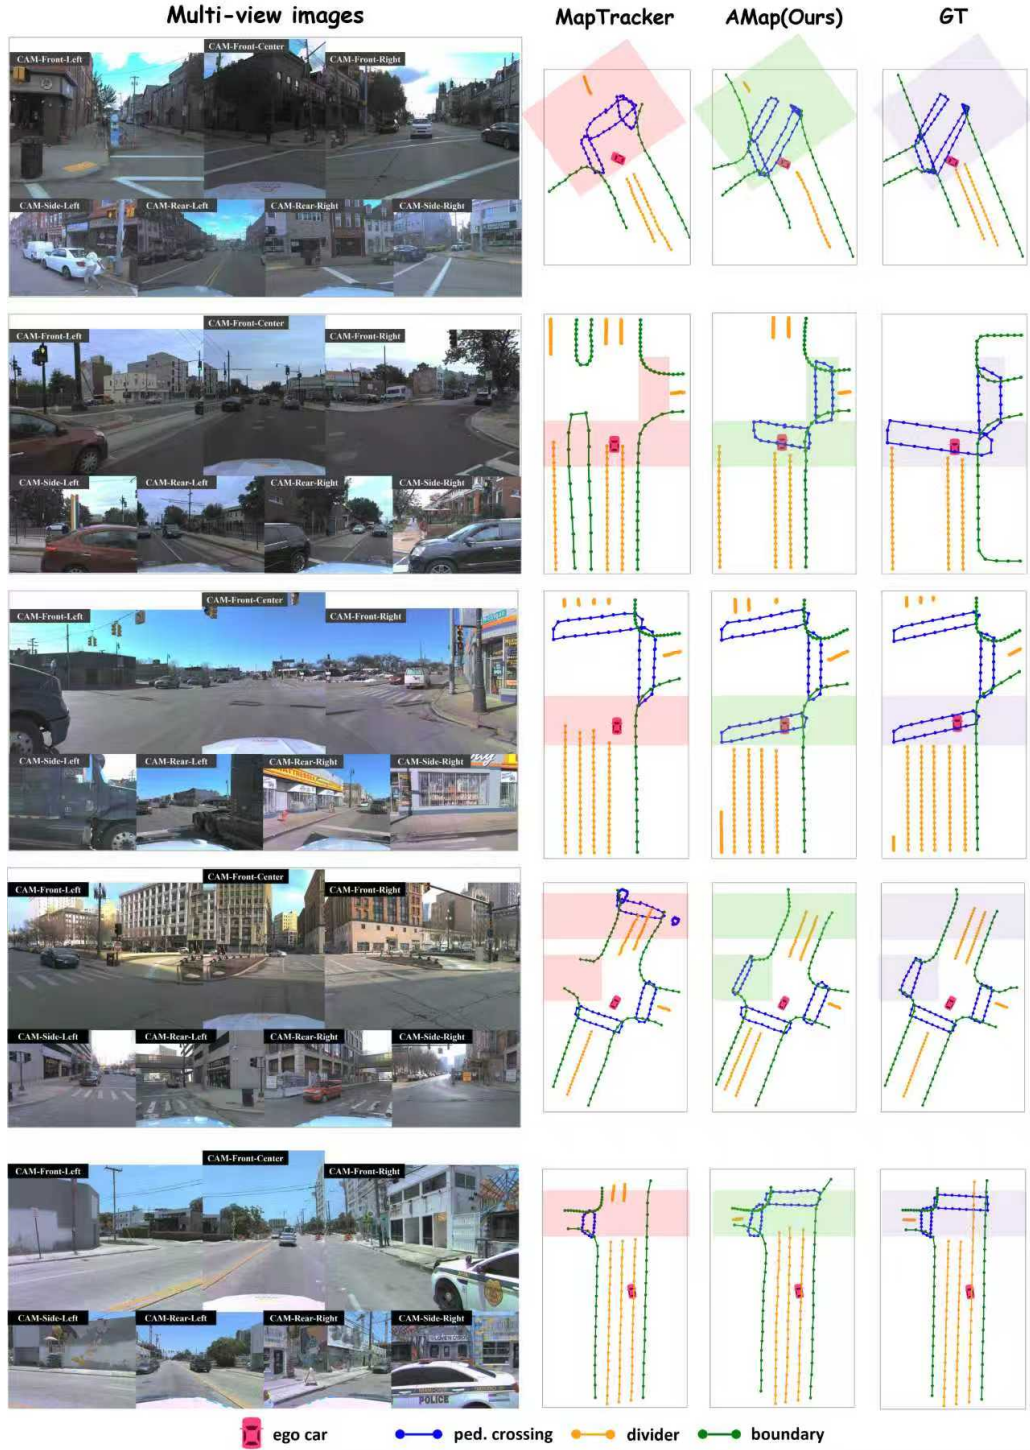 Multi-view images
MapTracker
AMap(Ours)
GT
CAM-Front-Left
CAM-Front-Center
CAM-Front-Right
CAM-Side-Left
CAM-Rear-Left
CAM-Rear-Right
CAM-Side-Right
CAM-Front-Left
CAM-Front-Center
CAM-Front-Right
CAM-Side-Left
CAM-Rear-Left
CAM-Rear-Right
CAM-Side-Right
CAM-Front-Left
CAM-Front-Center
CAM-Front-Right
CAM-Side-Left
CAM-Rear-Left
CAM-Rear-Right
CAM-Side-Right
CAM-Front-Left
CAM-Front-Center
CAM-Front-Right
CAM-Side-Left
CAM-Rear-Left
CAM-Rear-Right
CAM-Side-Right
CAM-Front-Left
CAM-Front-Center
CAM-Front-Right
CAM-Side-Left
CAM-Rear-Left
CAM-Rear-Right
CAM-Side-Right
POLICE
ego car
ped. crossing
divider
boundary